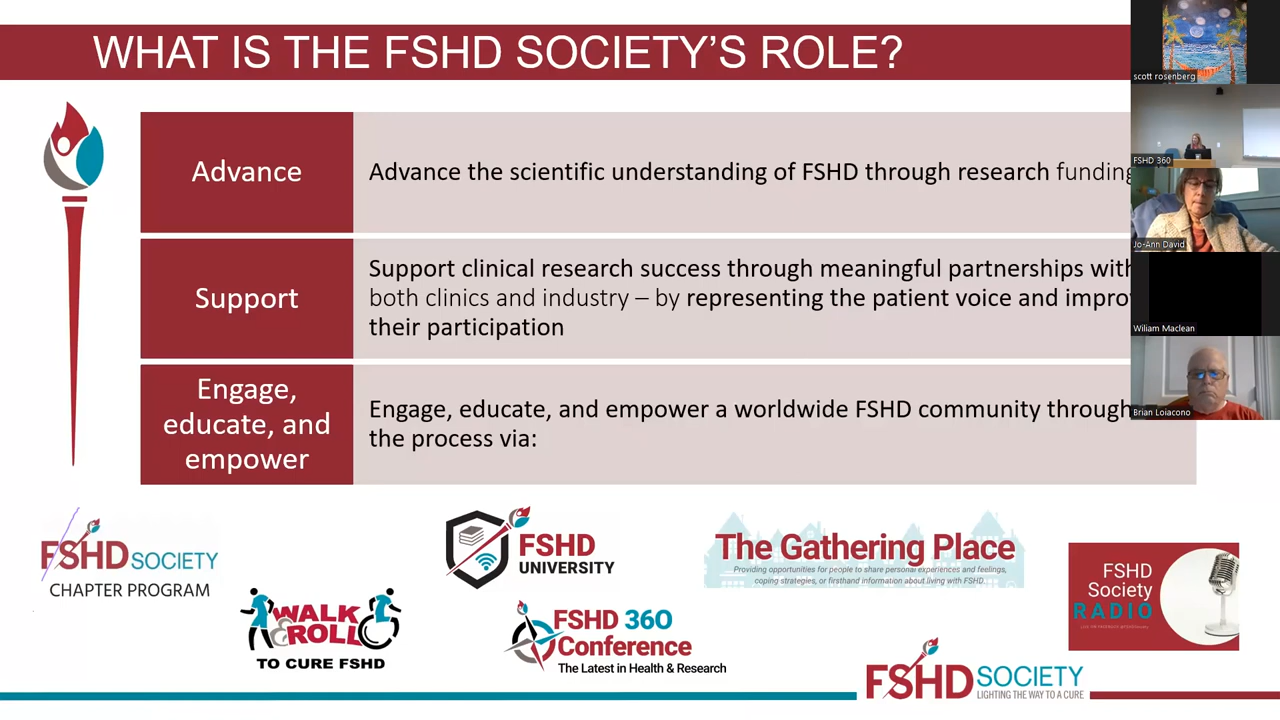 WHAT IS THE FSHD SOCIETY'S ROLE?
scott rosenberg
FSHD 360
Jo-Ann David
Wiliam Maclean
Brian Loiacono
Advance
Advance the scientific understanding of FSHD through research funding
Support
Support clinical research success through meaningful partnerships with
both clinics and industry – by representing the patient voice and improv
their participation
Engage,
educate, and
empower
Engage, educate, and empower a worldwide FSHD community through
the process via:
FSHD SOCIETY
CHAPTER PROGRAM
WALK
& ROLL
TO CURE FSHD
FSHD
UNIVERSITY
FSHD 360
Conference
The Latest in Health & Research
The Gathering Place
Providing opportunities for people to share personal experiences and feelings,
coping strategies, or firsthand information about living with FSHD.
FSHD
Society
RADIO
FSHD SOCIETY
LIGHTING THE WAY TO A CURE